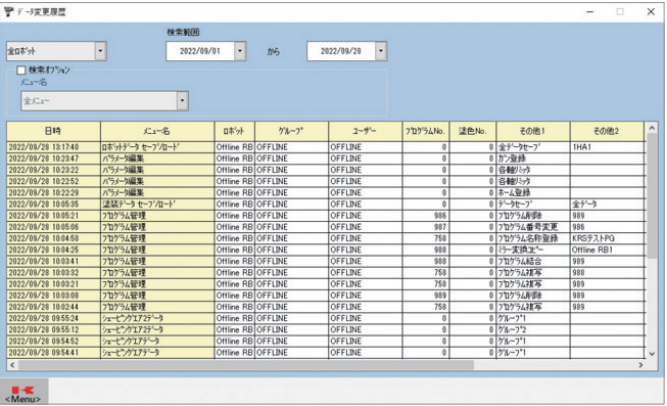 データ変更履歴
検索範囲
全ロボット 2022/09/01 から 2022/09/28
検索オプション
メニュー名
全メニュー
日時 メニュー名 ロボット グループ ユーザー プログラムNo. 塗色No. その他1 その他2
2022/09/28 13:17:40 ロボットデータ セーブ/ロード Offline RB OFFLINE OFFLINE 0 0 全データセーブ 1HA1
2022/09/28 10:23:47 パラメータ編集 Offline RB OFFLINE OFFLINE 0 0 ガン登録
2022/09/28 10:23:22 パラメータ編集 Offline RB OFFLINE OFFLINE 0 0 各軸リミッタ
2022/09/28 10:22:52 パラメータ編集 Offline RB OFFLINE OFFLINE 0 0 各軸リミッタ
2022/09/28 10:22:29 パラメータ編集 Offline RB OFFLINE OFFLINE 0 0 ホーム登録
2022/09/28 10:05:35 塗装データ セーブ/ロード Offline RB OFFLINE OFFLINE 0 0 データセーブ 全データ
2022/09/28 10:05:21 プログラム管理 Offline RB OFFLINE OFFLINE 986 0 プログラム削除 989
2022/09/28 10:05:06 プログラム管理 Offline RB OFFLINE OFFLINE 987 0 プログラム番号変更 986
2022/09/28 10:04:50 プログラム管理 Offline RB OFFLINE OFFLINE 758 0 プログラム名称登録 KRSテストPG
2022/09/28 10:04:25 プログラム管理 Offline RB OFFLINE OFFLINE 988 0 ミラー変換コピー Offline RB1
2022/09/28 10:03:41 プログラム管理 Offline RB OFFLINE OFFLINE 988 0 プログラム結合 989
2022/09/28 10:03:32 プログラム管理 Offline RB OFFLINE OFFLINE 758 0 プログラム複写 988
2022/09/28 10:03:21 プログラム管理 Offline RB OFFLINE OFFLINE 758 0 プログラム複写 989
2022/09/28 10:03:08 プログラム管理 Offline RB OFFLINE OFFLINE 989 0 プログラム削除 989
2022/09/28 10:02:44 プログラム管理 Offline RB OFFLINE OFFLINE 758 0 プログラム複写 989
2022/09/28 09:55:24 シェーピングエア2データ Offline RB OFFLINE OFFLINE 0 0 グループ1
2022/09/28 09:55:12 シェーピングエア2データ Offline RB OFFLINE OFFLINE 0 0 グループ2
2022/09/28 09:54:52 シェーピングエアデータ Offline RB OFFLINE OFFLINE 0 0 グループ1
2022/09/28 09:54:41 シェーピングエアデータ Offline RB OFFLINE OFFLINE 0 0 グループ1
<Menu>